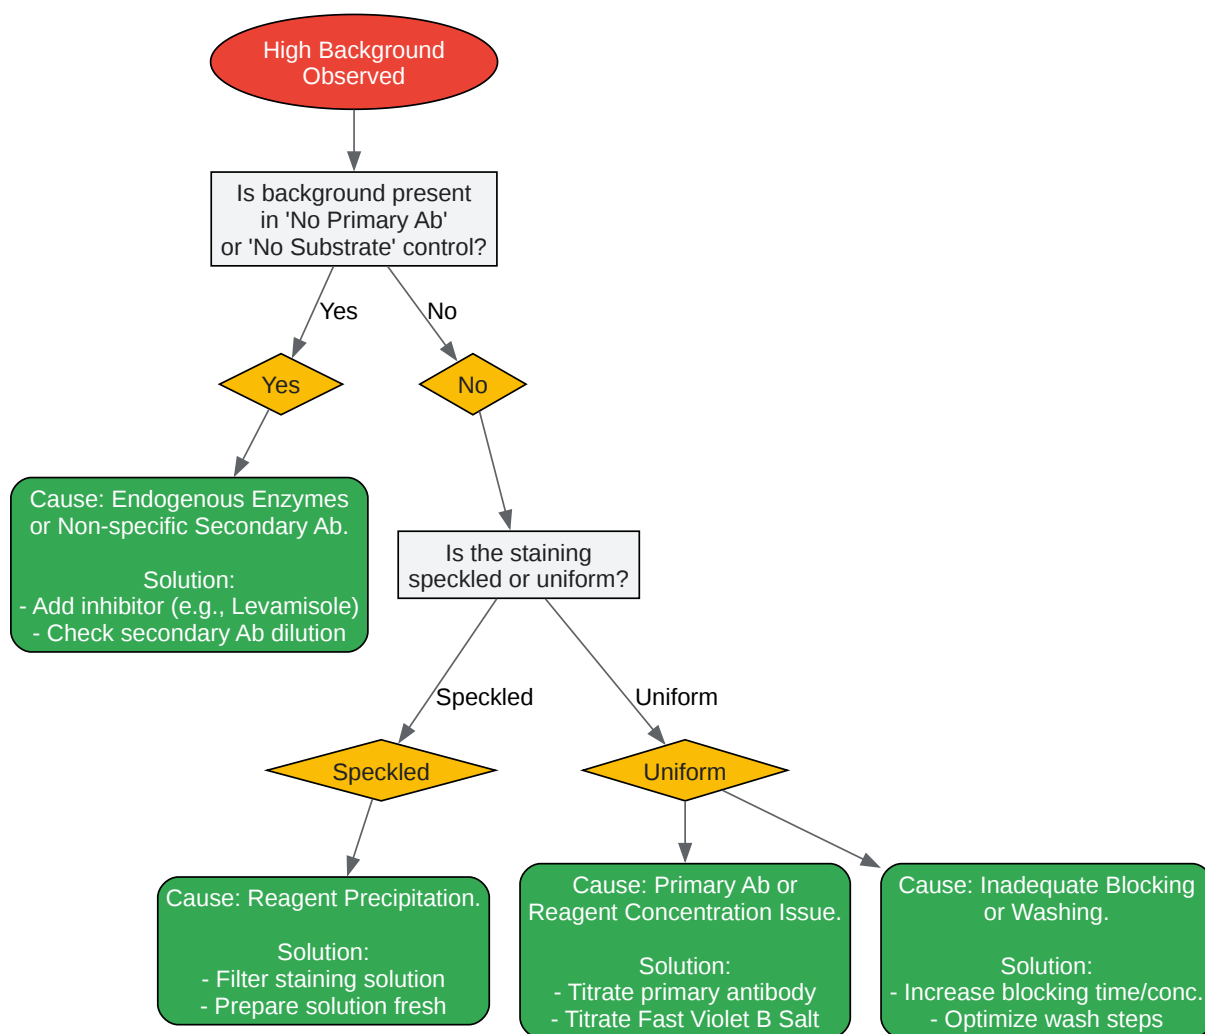 High Background
Observed
Is background present
in 'No Primary Ab'
or 'No Substrate' control?
Yes
No
Yes
No
Cause: Endogenous Enzymes
or Non-specific Secondary Ab.
Solution:
- Add inhibitor (e.g., Levamisole)
- Check secondary Ab dilution
Is the staining
speckled or uniform?
Speckled
Uniform
Speckled
Uniform
Cause: Reagent Precipitation.
Solution:
- Filter staining solution
- Prepare solution fresh
Cause: Primary Ab or
Reagent Concentration Issue.
Solution:
- Titrate primary antibody
- Titrate Fast Violet B Salt
Cause: Inadequate Blocking
or Washing.
Solution:
- Increase blocking time/conc.
- Optimize wash steps